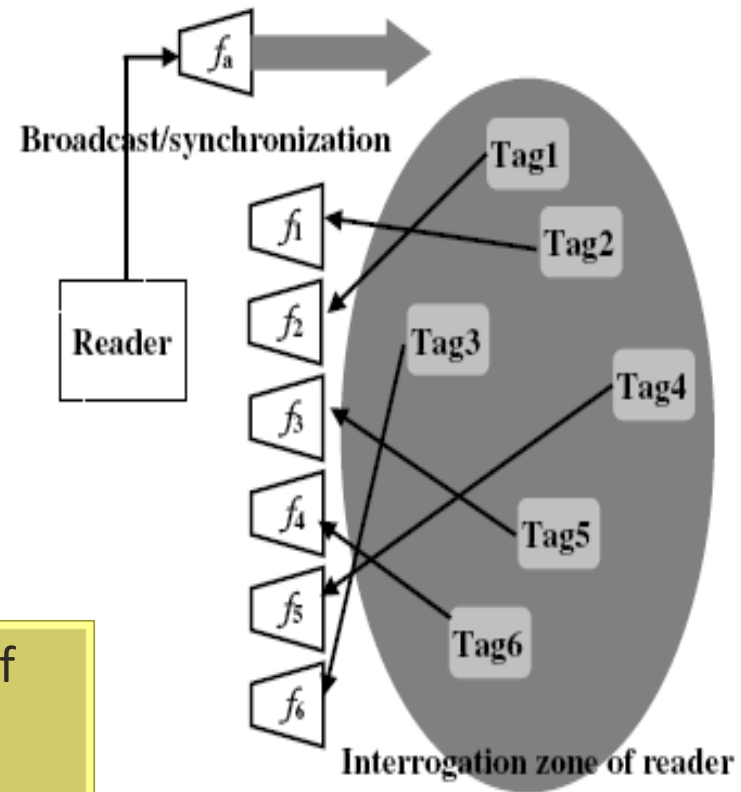 fa
Broadcast/synchronization
Tag1
f1
Tag2
f2
Reader
Tag3
Tag4
f3
f4
Tag5
f5
Tag6
f
f6
Interrogation zone of reader